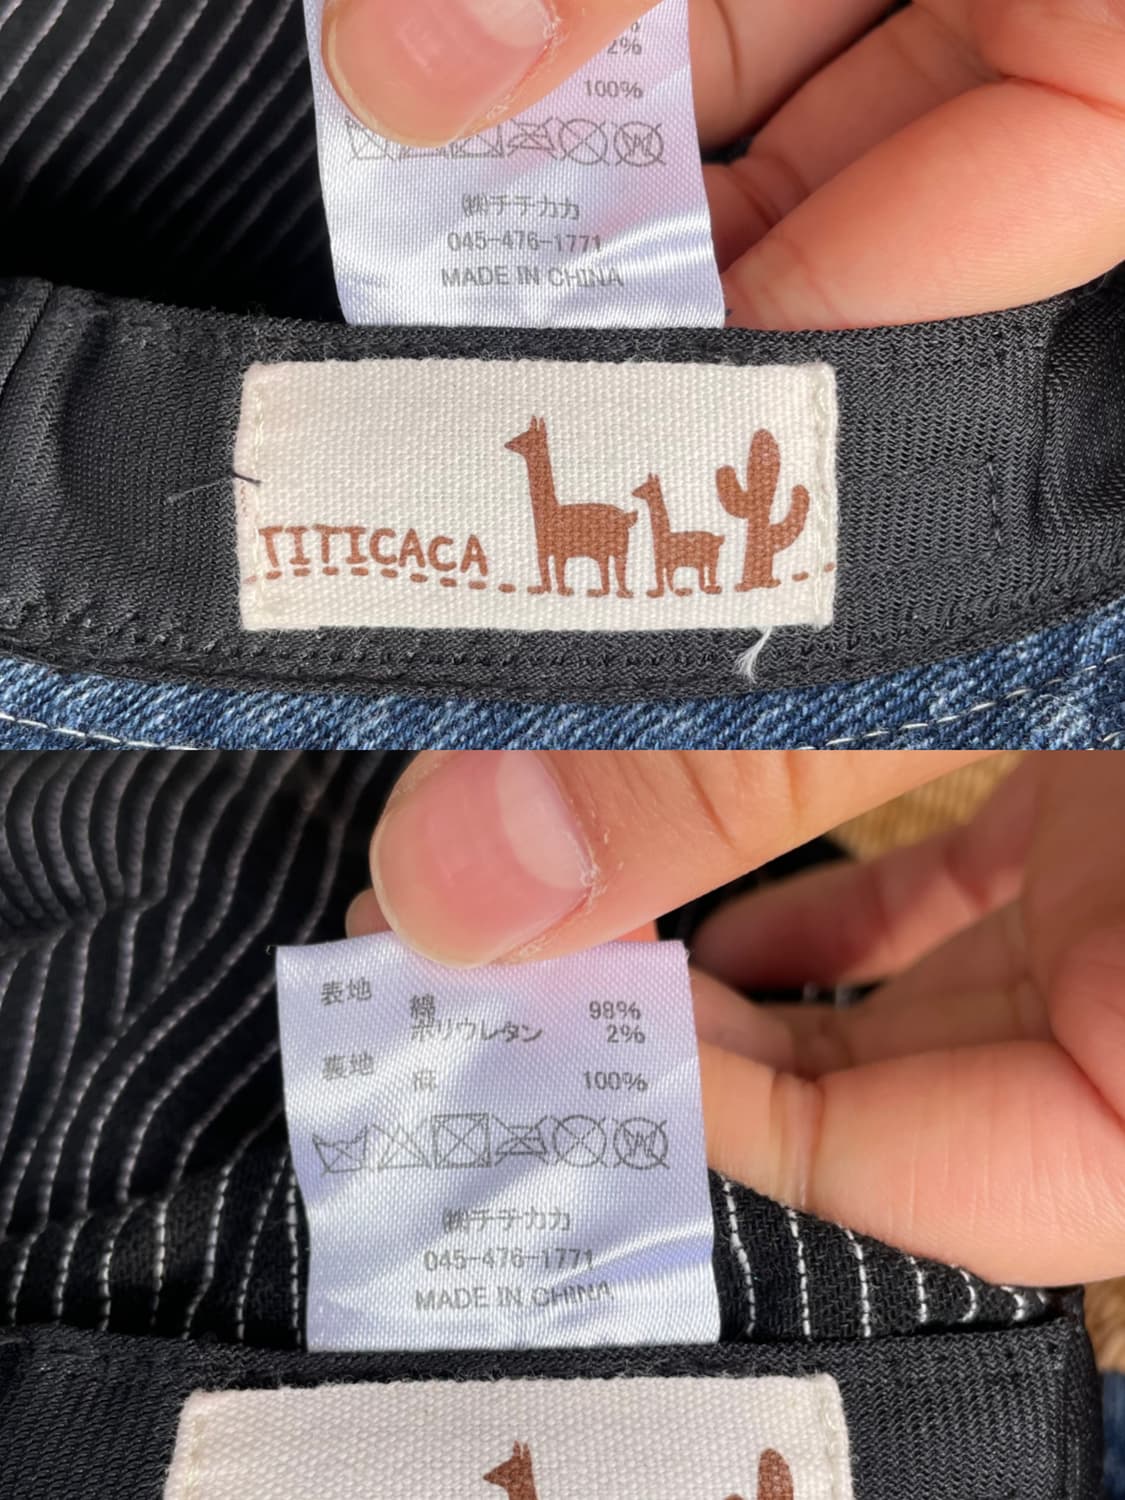 2%
100%
㈱チチカカ
045-476-1771
MADE IN CHINA
TITICACA
表地 綿 98%
ポリウレタン 2%
裏地 麻 100%
㈱チチカカ
045-476-1771
MADE IN CHINA